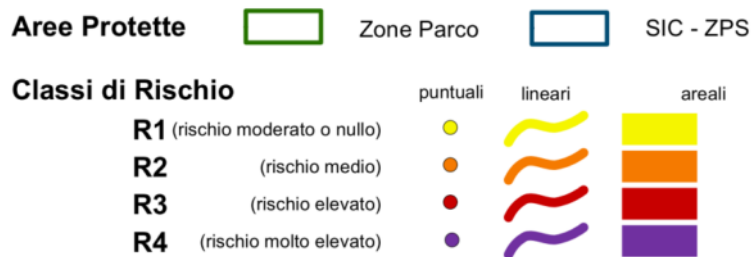 Aree Protette Zone Parco SIC - ZPS
Classi di Rischio puntuali lineari areali
R1 (rischio moderato o nullo)
R2 (rischio medio)
R3 (rischio elevato)
R4 (rischio molto elevato)